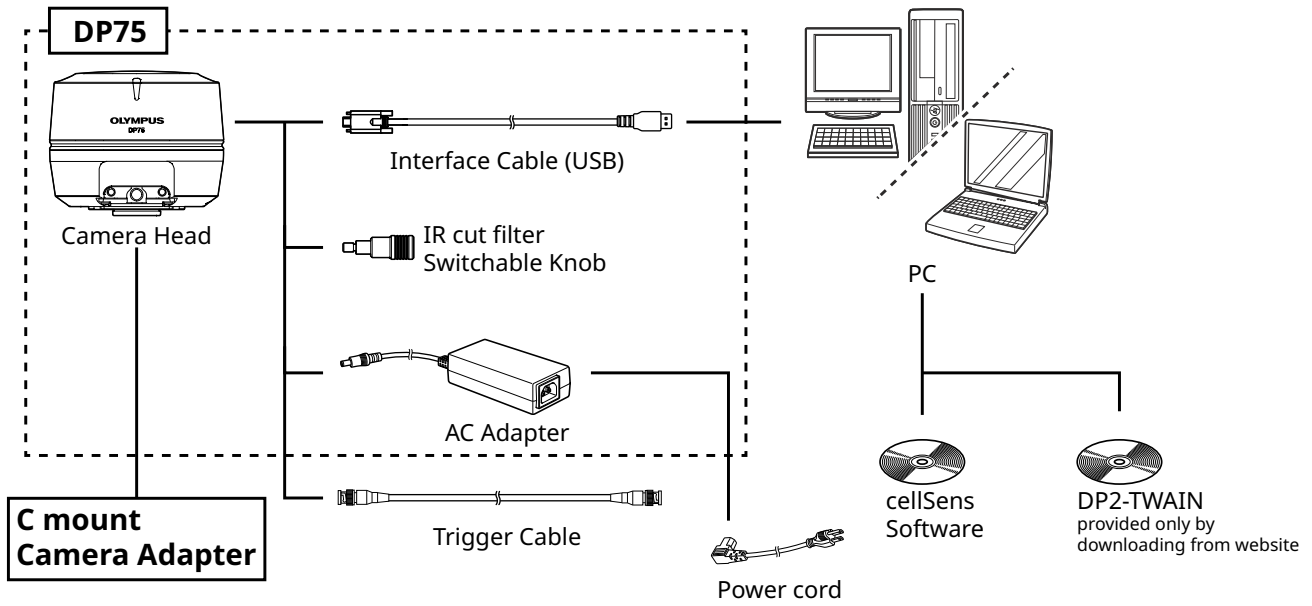 DP75
OLYMPUS
DP75
Camera Head
Interface Cable (USB)
IR cut filter
Switchable Knob
AC Adapter
Trigger Cable
C mount
Camera Adapter
Power cord
PC
cellSens
Software
DP2-TWAIN
provided only by
downloading from website